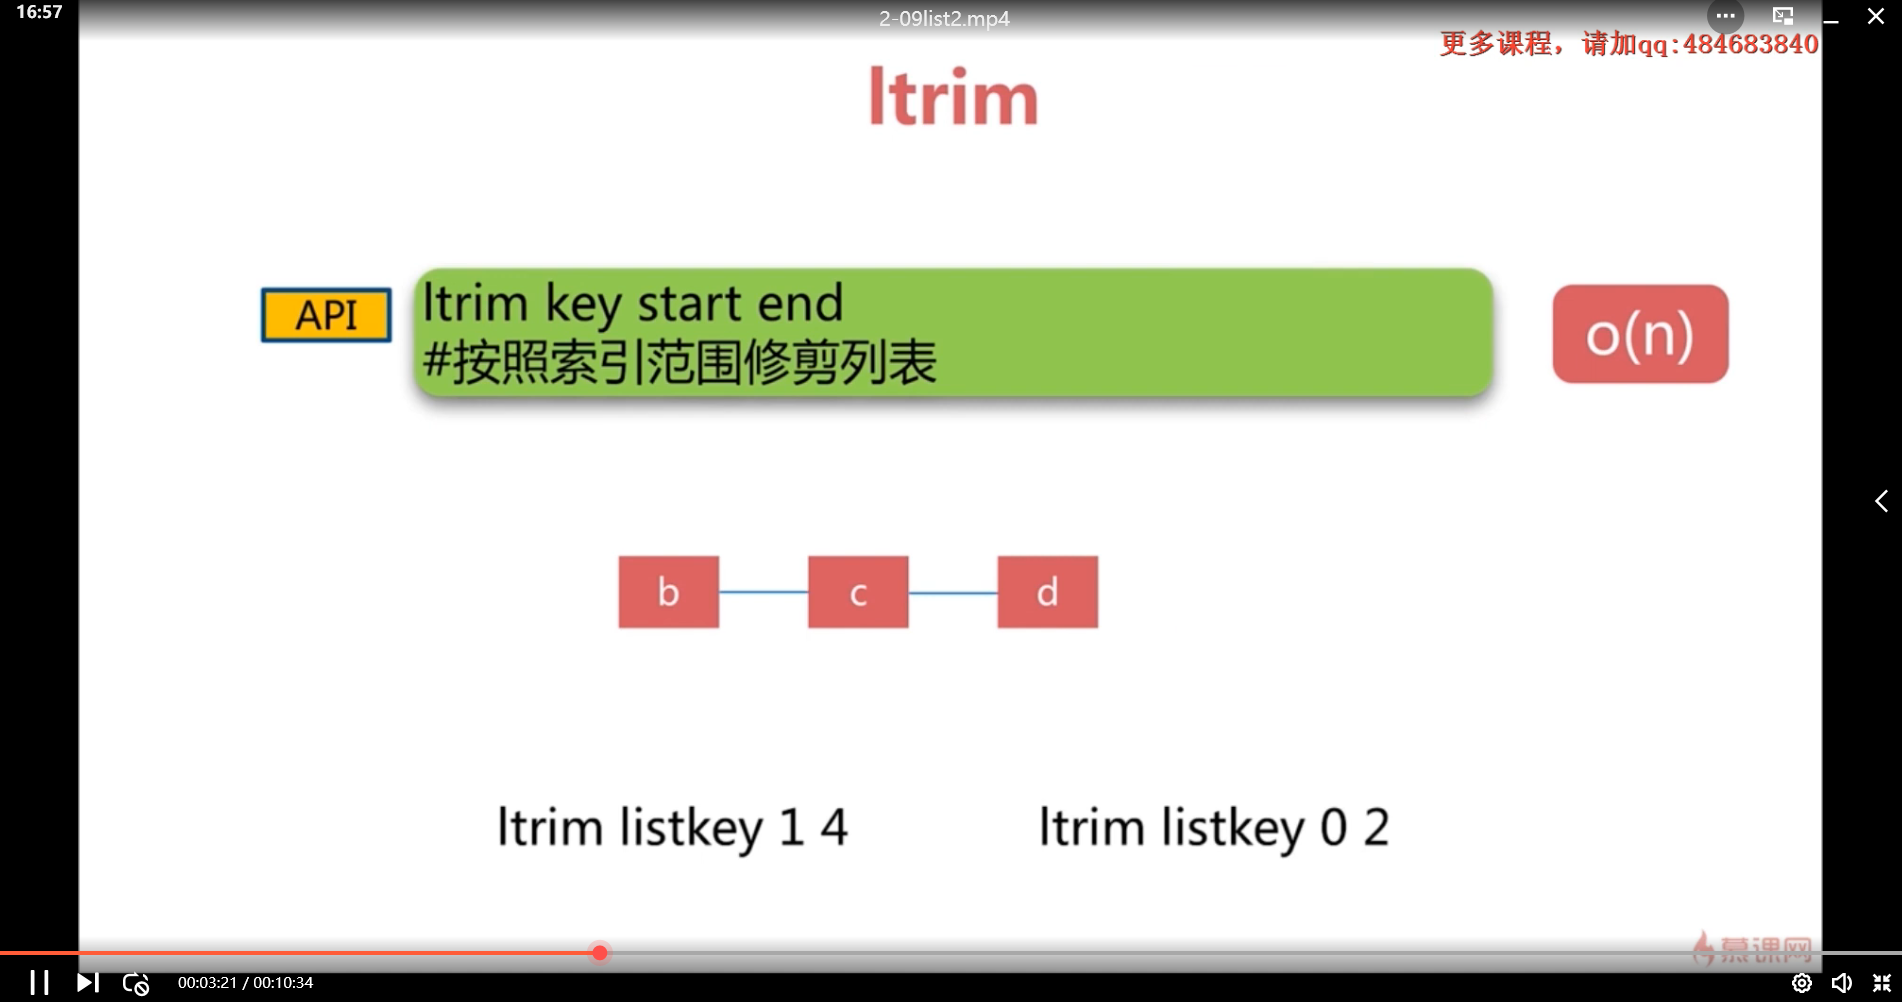 16:57
2-09list2.mp4
更多课程，请加qq:484683840
ltrim
API
ltrim key start end
#按照索引范围修剪列表
o(n)
b
c
d
ltrim listkey 1 4
ltrim listkey 0 2
慕课网
00:03:21 / 00:10:34